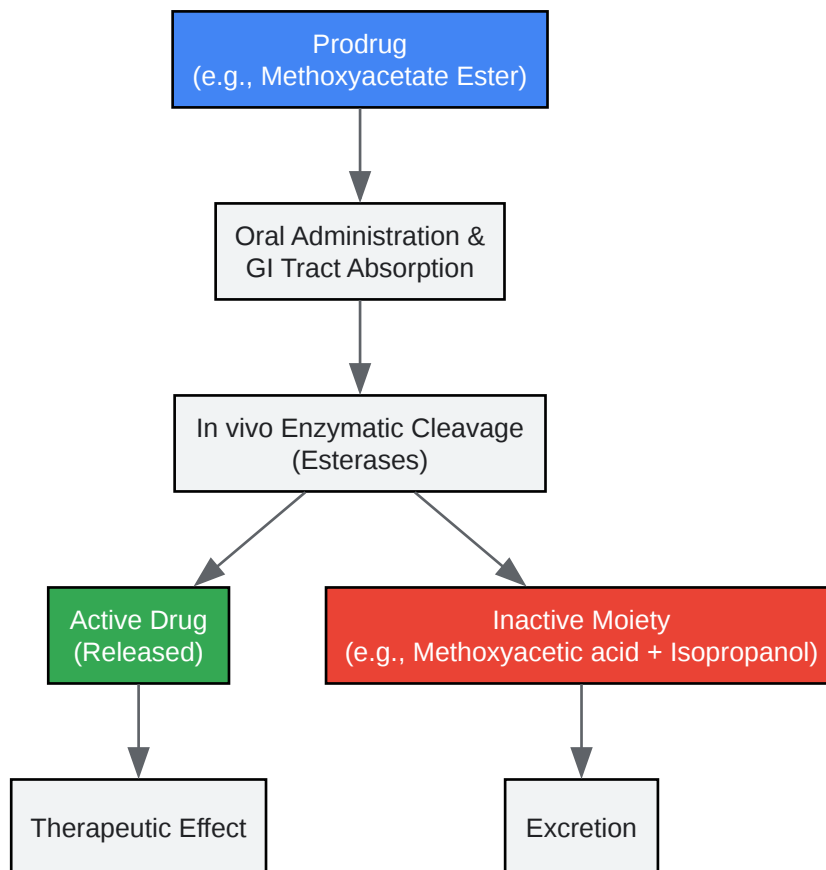 Prodrug
(e.g., Methoxyacetate Ester)
Oral Administration &
GI Tract Absorption
In vivo Enzymatic Cleavage
(Esterases)
Active Drug
(Released)
Inactive Moiety
(e.g., Methoxyacetic acid + Isopropanol)
Therapeutic Effect
Excretion